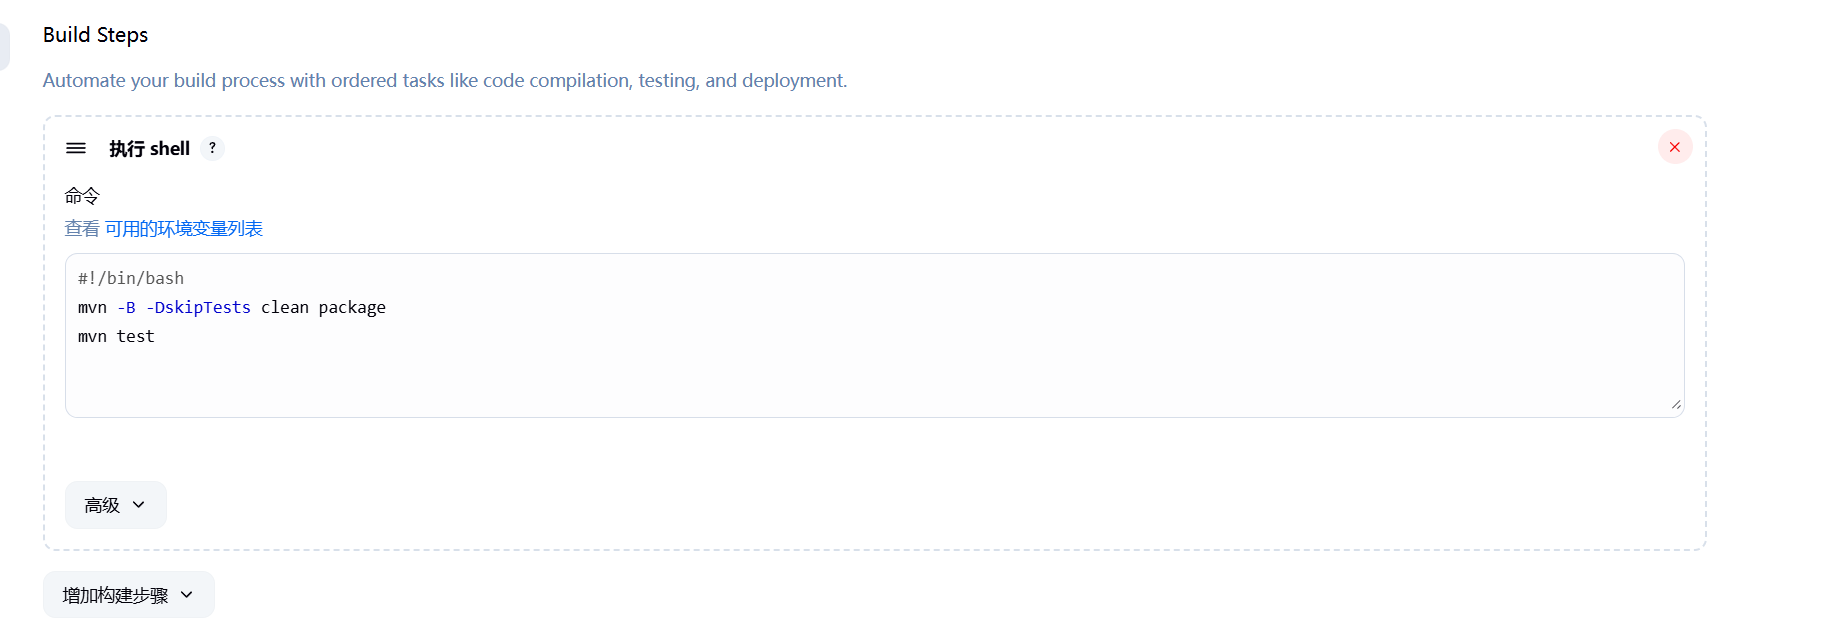 Build Steps
Automate your build process with ordered tasks like code compilation, testing, and deployment.
执行 shell ?
命令
查看 可用的环境变量列表
#!/bin/bash
mvn -B -DskipTests clean package
mvn test
高级
增加构建步骤